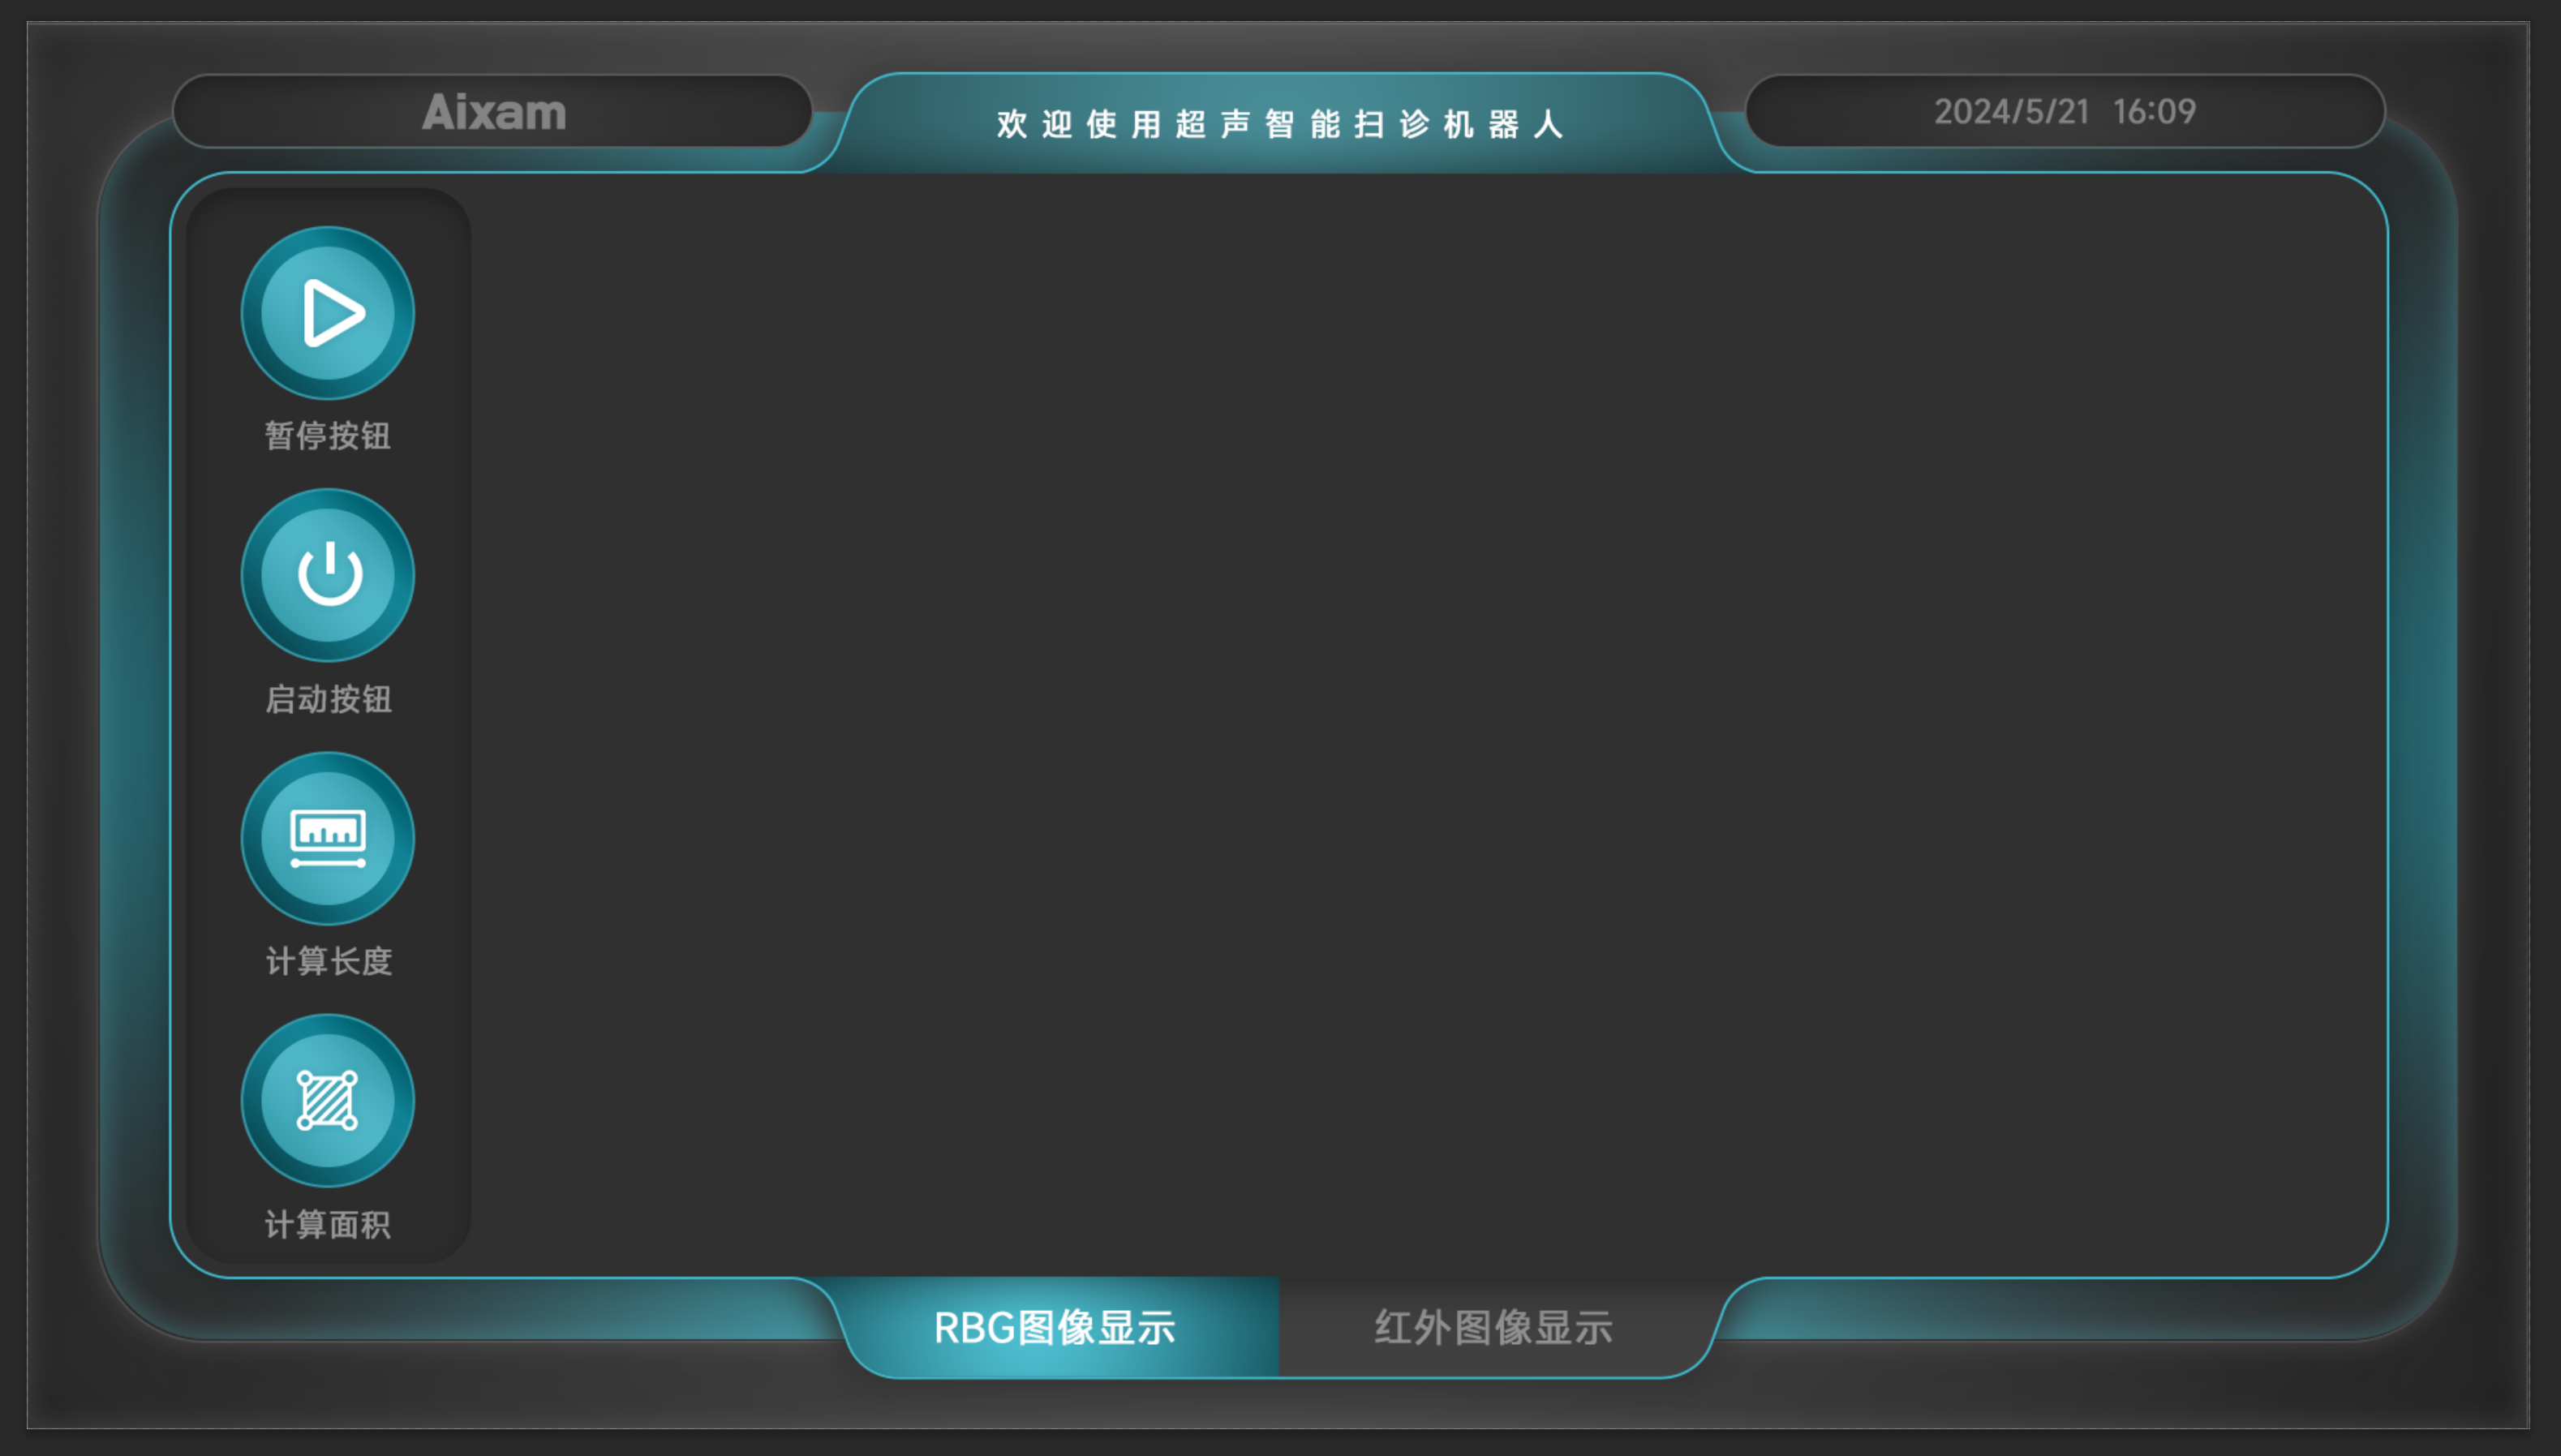 Aixam
欢迎使用超声智能扫诊机器人
2024/5/21 16:09
暂停按钮
启动按钮
计算长度
计算面积
RBG图像显示
红外图像显示